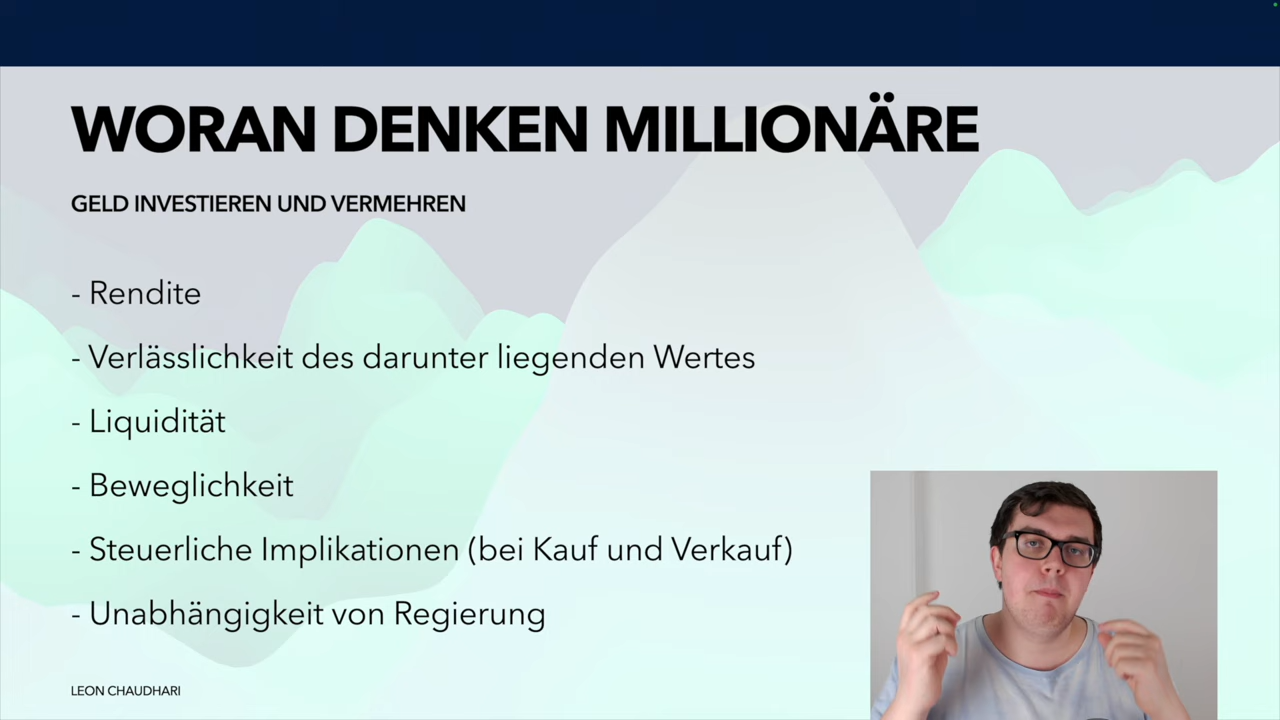 WORAN DENKEN MILLIONÄRE
GELD INVESTIEREN UND VERMEHREN
- Rendite
- Verlässlichkeit des darunter liegenden Wertes
- Liquidität
- Beweglichkeit
- Steuerliche Implikationen (bei Kauf und Verkauf)
- Unabhängigkeit von Regierung
LEON CHAUDHARI